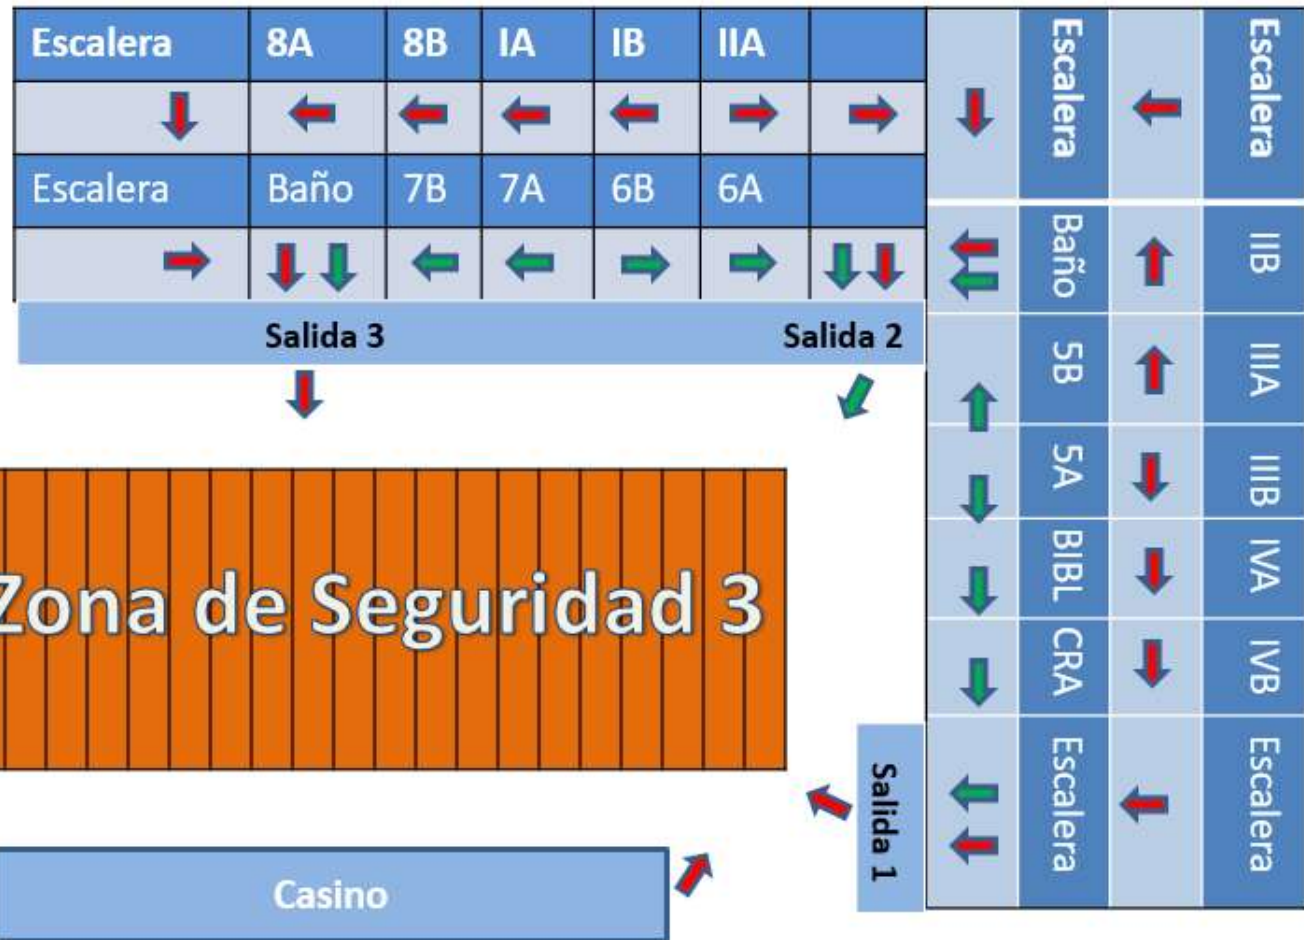 Escalera 8A 8B IA IB IIA
Escalera Baño 7B 7A 6B 6A
Salida 3 Salida 2
Escalera Baño 5B 5A BIBL CRA Escalera
Escalera IIB IIIA IIIB IVA IVB Escalera
Zona de Seguridad 3
Salida 1
Casino